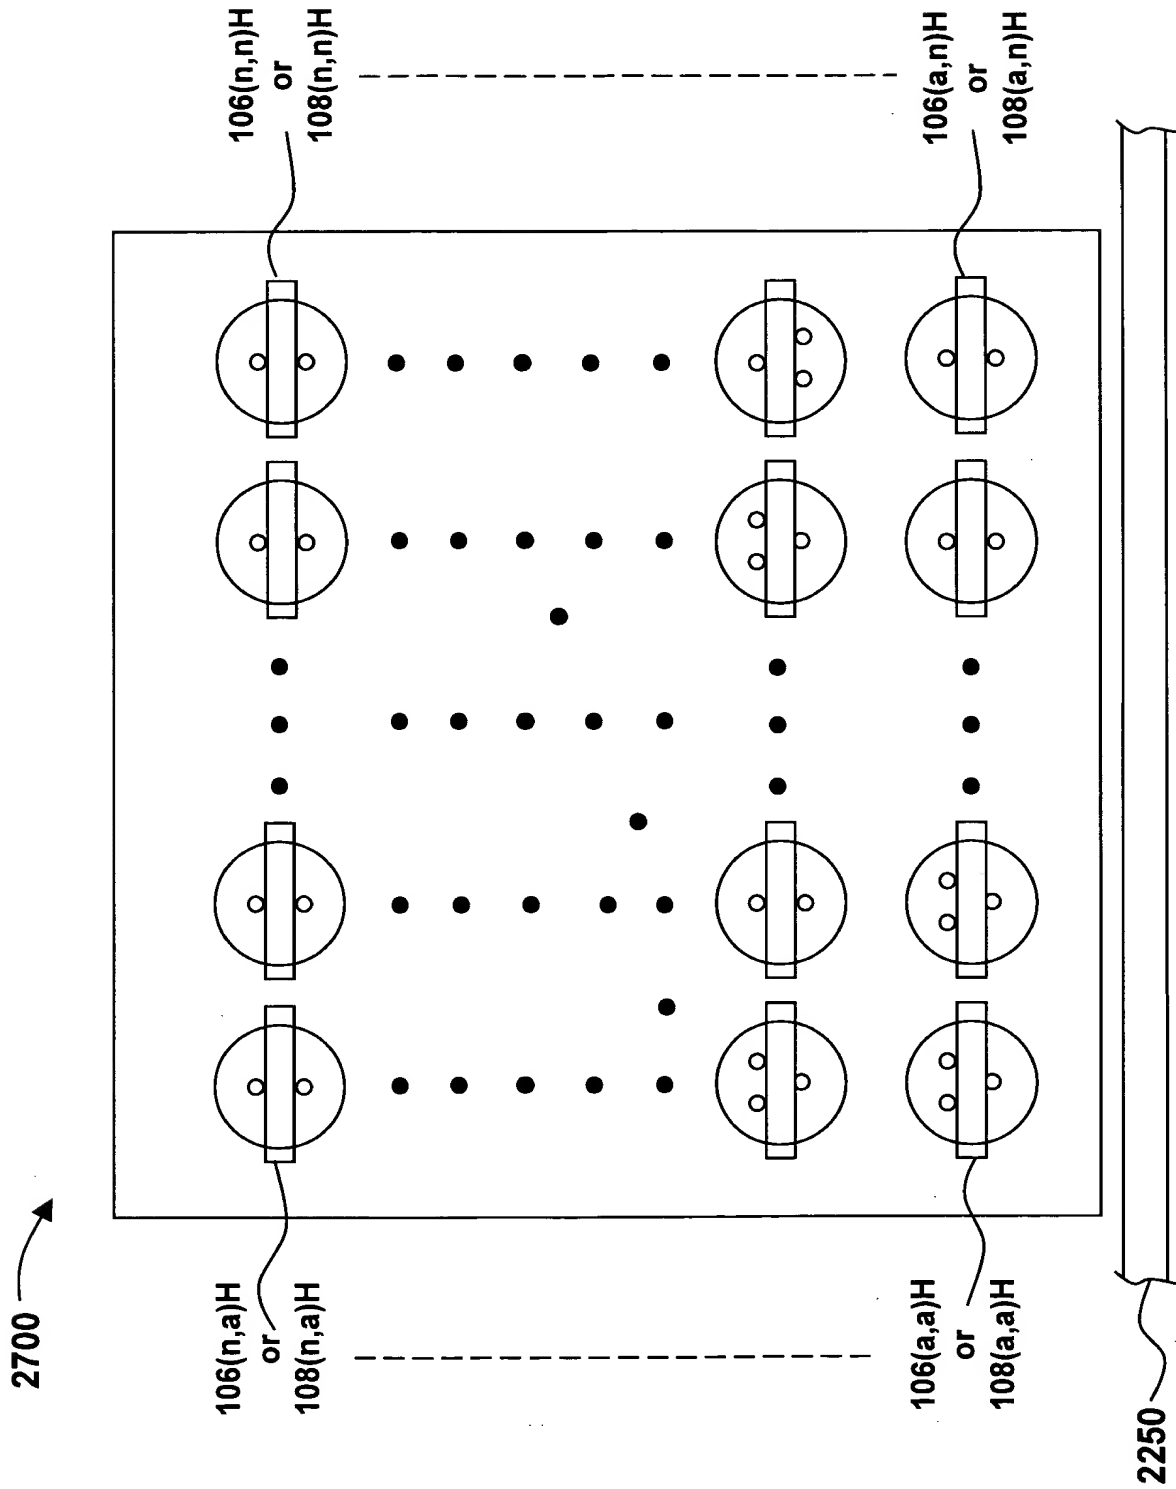 2700
106(n,a)H
or
108(n,a)H
106(n,n)H
or
108(n,n)H
106(a,a)H
or
108(a,a)H
106(a,n)H
or
108(a,n)H
2250